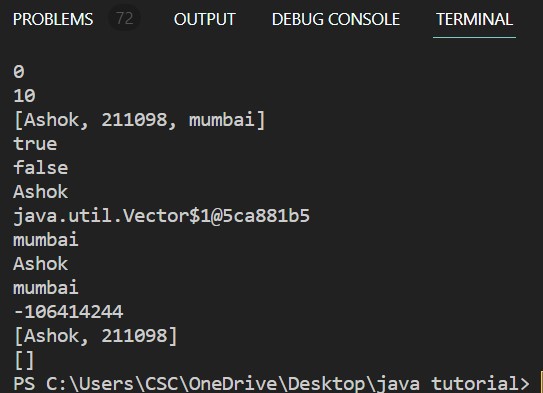 PROBLEMS 72 OUTPUT DEBUG CONSOLE TERMINAL
0
10
[Ashok, 211098, mumbai]
true
false
Ashok
java.util.Vector$1@5ca881b5
mumbai
Ashok
mumbai
-106414244
[Ashok, 211098]
[]
PS C:\Users\CSC\OneDrive\Desktop\java tutorial>